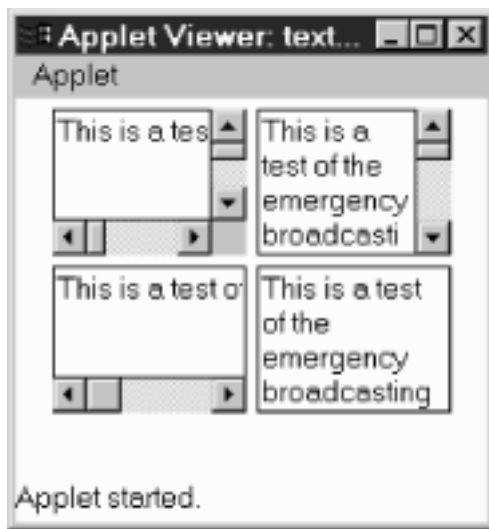 Applet Viewer: text...
Applet
This is a tes
This is a
test of the
emergency
broadcasti
This is a test o
This is a test
of the
emergency
broadcasting
Applet started.